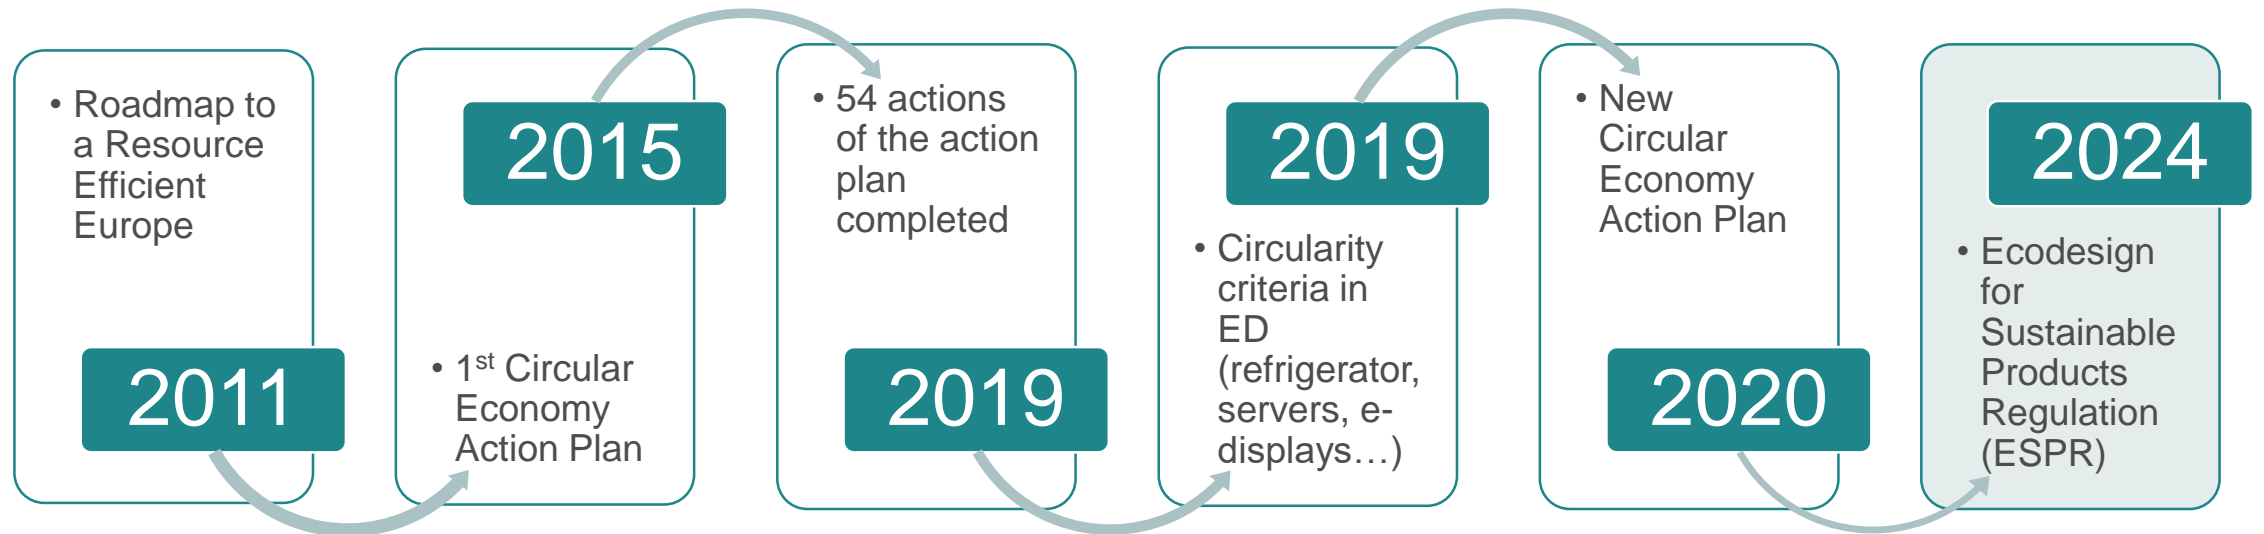 • Roadmap to
a Resource
Efficient
Europe
2011
2015
• 1st Circular
Economy
Action Plan
• 54 actions
of the action
plan
completed
2019
2019
• Circularity
criteria in
ED
(refrigerator,
servers, e-
displays…)
• New
Circular
Economy
Action Plan
2020
2024
• Ecodesign
for
Sustainable
Products
Regulation
(ESPR)